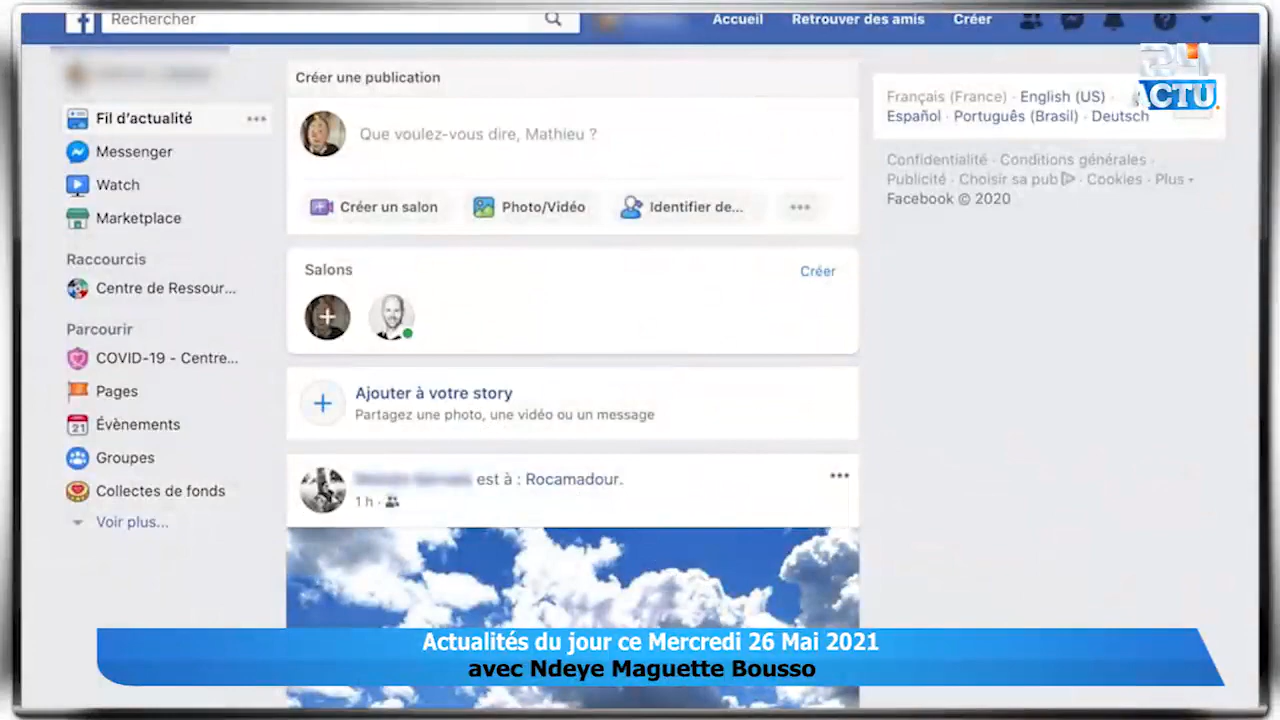 Rechercher
Accueil Retrouver des amis Créer
24
ACTU
Fil d'actualité
Messenger
Watch
Marketplace
Raccourcis
Centre de Ressour...
Parcourir
COVID-19 - Centre...
Pages
21
Évènements
Groupes
Collectes de fonds
Voir plus...
Créer une publication
Que voulez-vous dire, Mathieu ?
Créer un salon Photo/Vidéo Identifier de...
Salons Créer
Ajouter à votre story
Partagez une photo, une vidéo ou un message
est à : Rocamadour.
1 h ·
Français (France) · English (US) ·
Español · Português (Brasil) · Deutsch
Confidentialité · Conditions générales ·
Publicité · Choisir sa pub · Cookies · Plus
Facebook © 2020
Actualités du jour ce Mercredi 26 Mai 2021
avec Ndeye Maguette Bousso